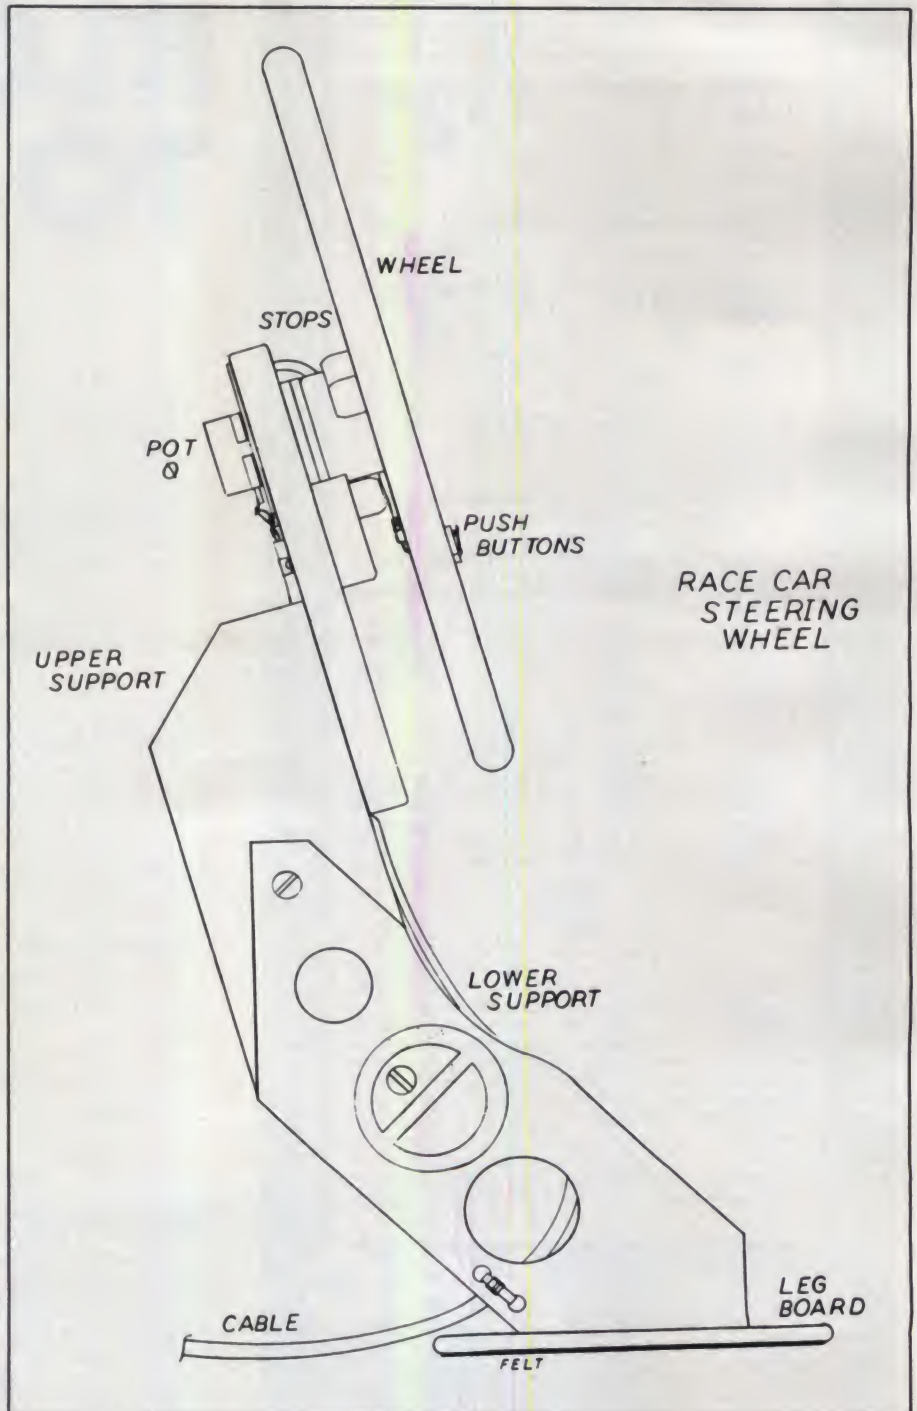 WHEEL
STOPS
POT
PUSH
BUTTONS
RACE CAR
STEERING
WHEEL
UPPER
SUPPORT
LOWER
SUPPORT
LEG
BOARD
CABLE
FELT